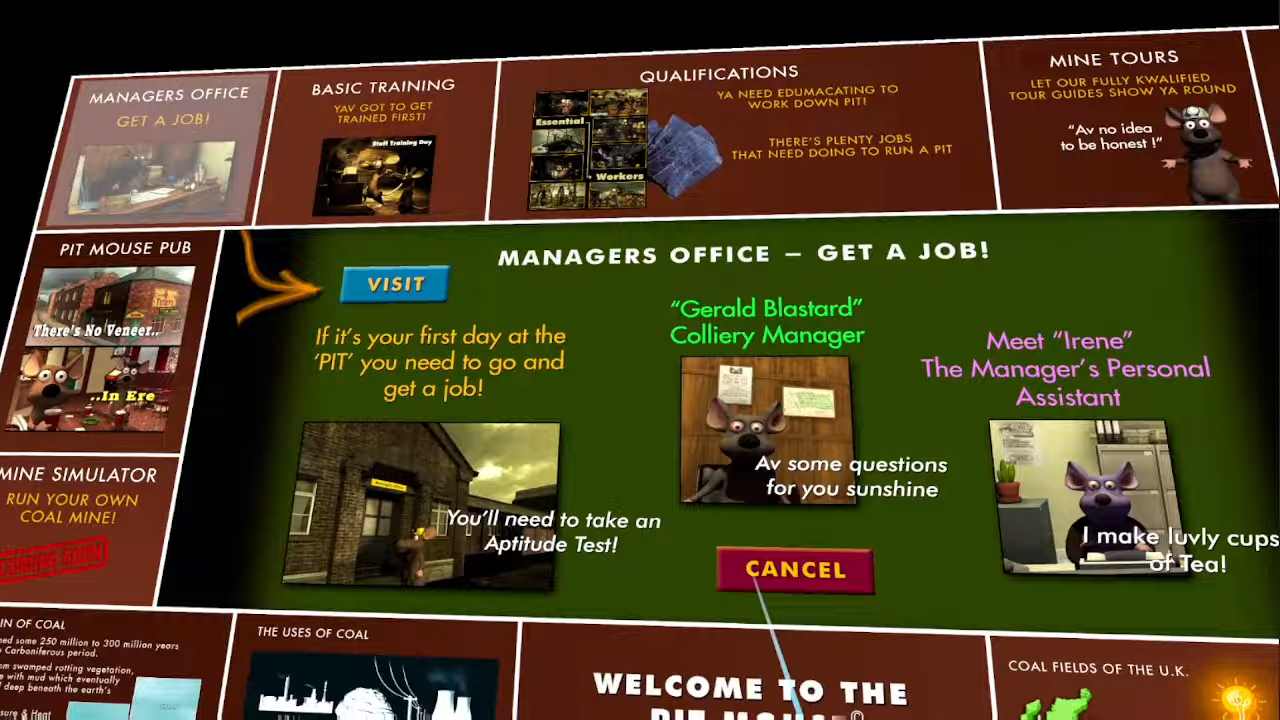 MANAGERS OFFICE
GET A JOB!
BASIC TRAINING
YAV GOT TO GET
TRAINED FIRST!
Staff Training Day
QUALIFICATIONS
Essential
Workers
YA NEED EDUMACATING TO
WORK DOWN PIT!
THERE'S PLENTY JOBS
THAT NEED DOING TO RUN A PIT
MINE TOURS
LET OUR FULLY KWALIFIED
TOUR GUIDES SHOW YA ROUND
"Av no idea
to be honest !"
PIT MOUSE PUB
There's No Veneer..
..In Ere
MINE SIMULATOR
RUN YOUR OWN
COAL MINE!
COMING SOON
MANAGERS OFFICE – GET A JOB!
VISIT
If it's your first day at the
'PIT' you need to go and
get a job!
You'll need to take an
Aptitude Test!
"Gerald Blastard"
Colliery Manager
Av some questions
for you sunshine
CANCEL
Meet "Irene"
The Manager's Personal
Assistant
I make luvly cups
of Tea!
IN OF COAL
ned some 250 million to 300 million years
Carboniferous period.
om swamped rotting vegetation,
e with mud which eventually
deep beneath the earth's
sure & Heat
THE USES OF COAL
WELCOME TO THE
PIT MOUSE
COAL FIELDS OF THE U.K.